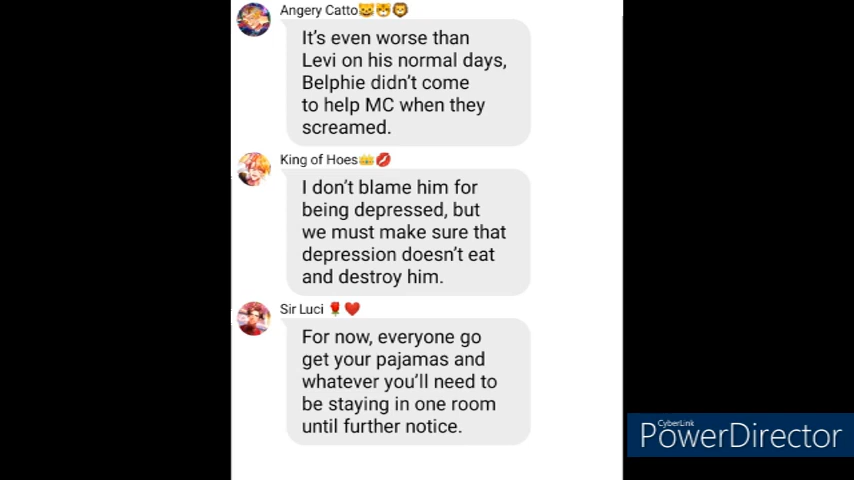 Angery Catto😺😸🦁
It's even worse than
Levi on his normal days,
Belphie didn't come
to help MC when they
screamed.
King of Hoes👑💋
I don't blame him for
being depressed, but
we must make sure that
depression doesn't eat
and destroy him.
Sir Luci 🌹❤️
For now, everyone go
get your pajamas and
whatever you'll need to
be staying in one room
until further notice.
CyberLink
PowerDirector